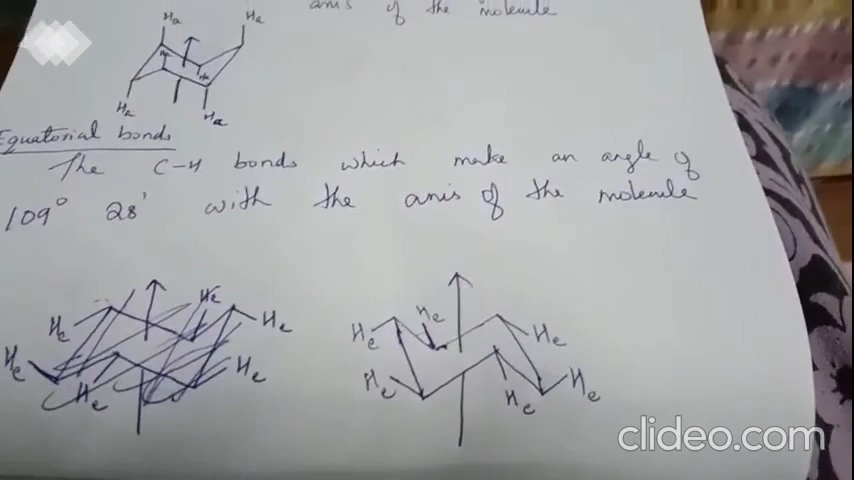 axis of the molecule
Ha Ha
Ha Ha
Ha Ha
Equatorial bonds
The C-H bonds which make an angle of
109° 28' with the axis of the molecule
He He He
He He He
He He He
He He He
clideo.com